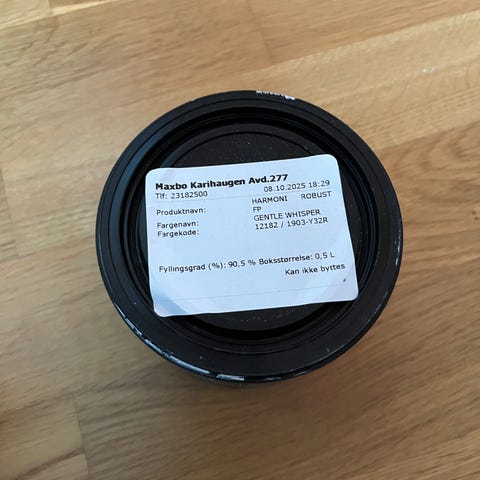 Maxbo Karihaugen Avd.277
Tlf: 23182500 08.10.2025 18:29
Produktnavn: HARMONI ROBUST
FP
Fargenavn: GENTLE WHISPER
Fargekode: 12182 / 1903-Y32R
Fyllingsgrad (%): 90,5 % Boksstørrelse: 0,5 L
Kan ikke byttes